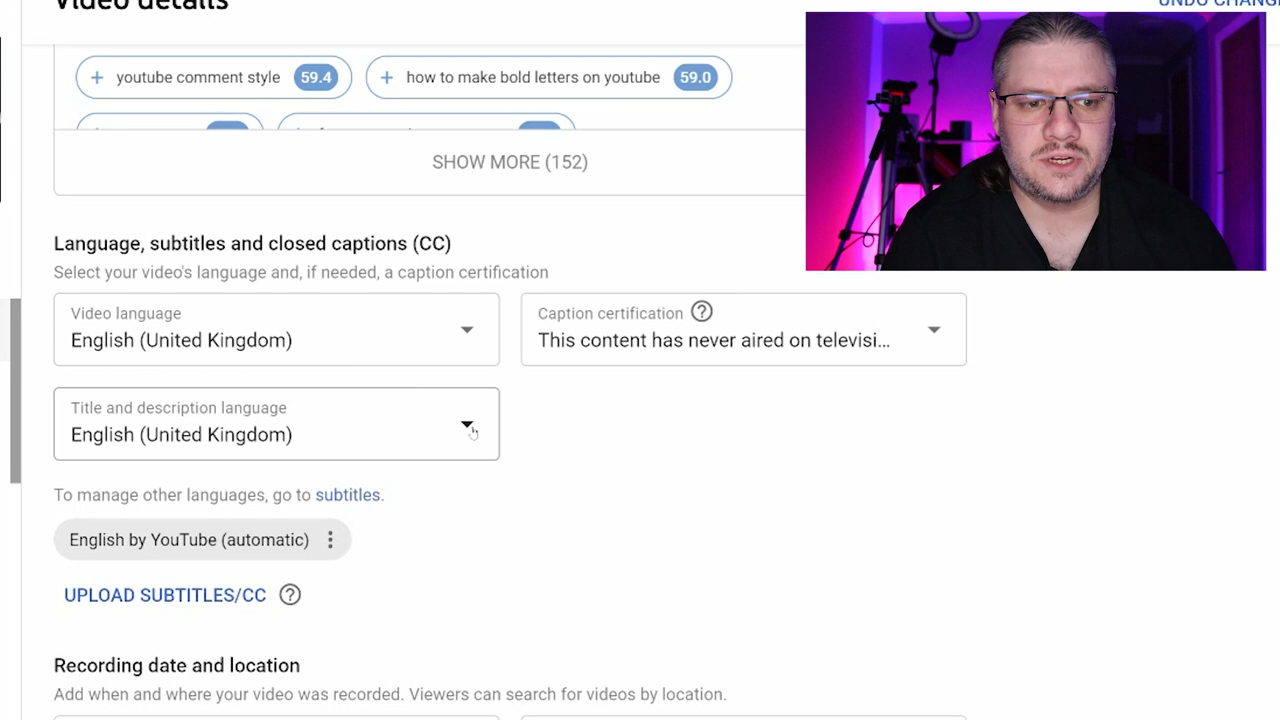 Video details
UNDO CHANG
youtube comment style 59.4
how to make bold letters on youtube 59.0
SHOW MORE (152)
Language, subtitles and closed captions (CC)
Select your video's language and, if needed, a caption certification
Video language
English (United Kingdom)
Caption certification
This content has never aired on televisi...
Title and description language
English (United Kingdom)
To manage other languages, go to subtitles.
English by YouTube (automatic)
UPLOAD SUBTITLES/CC
Recording date and location
Add when and where your video was recorded. Viewers can search for videos by location.